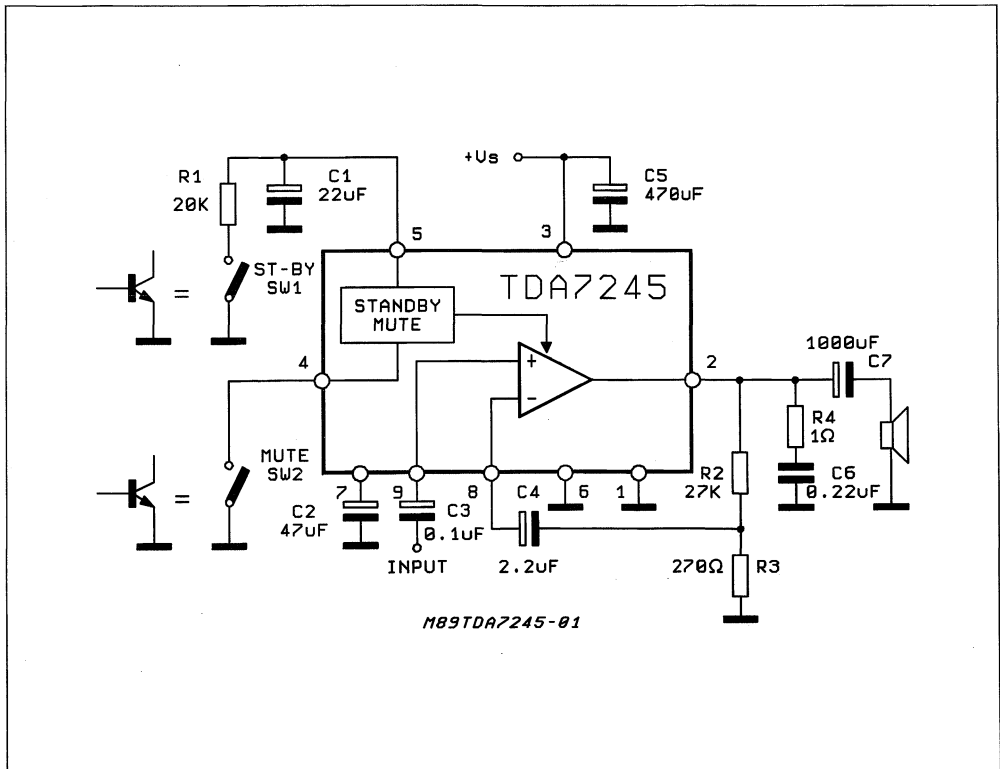 +Vs
R1
20K
C1
22uF
C5
470uF
5
3
ST-BY
SW1
=
TDA7245
STANDBY
MUTE
4
+
-
2
1000uF
C7
R4
1Ω
C6
0.22uF
MUTE
SW2
=
R2
27K
7
9
8
6
1
C2
47uF
C3
0.1uF
INPUT
C4
2.2uF
270Ω
R3
M89TDA7245-01